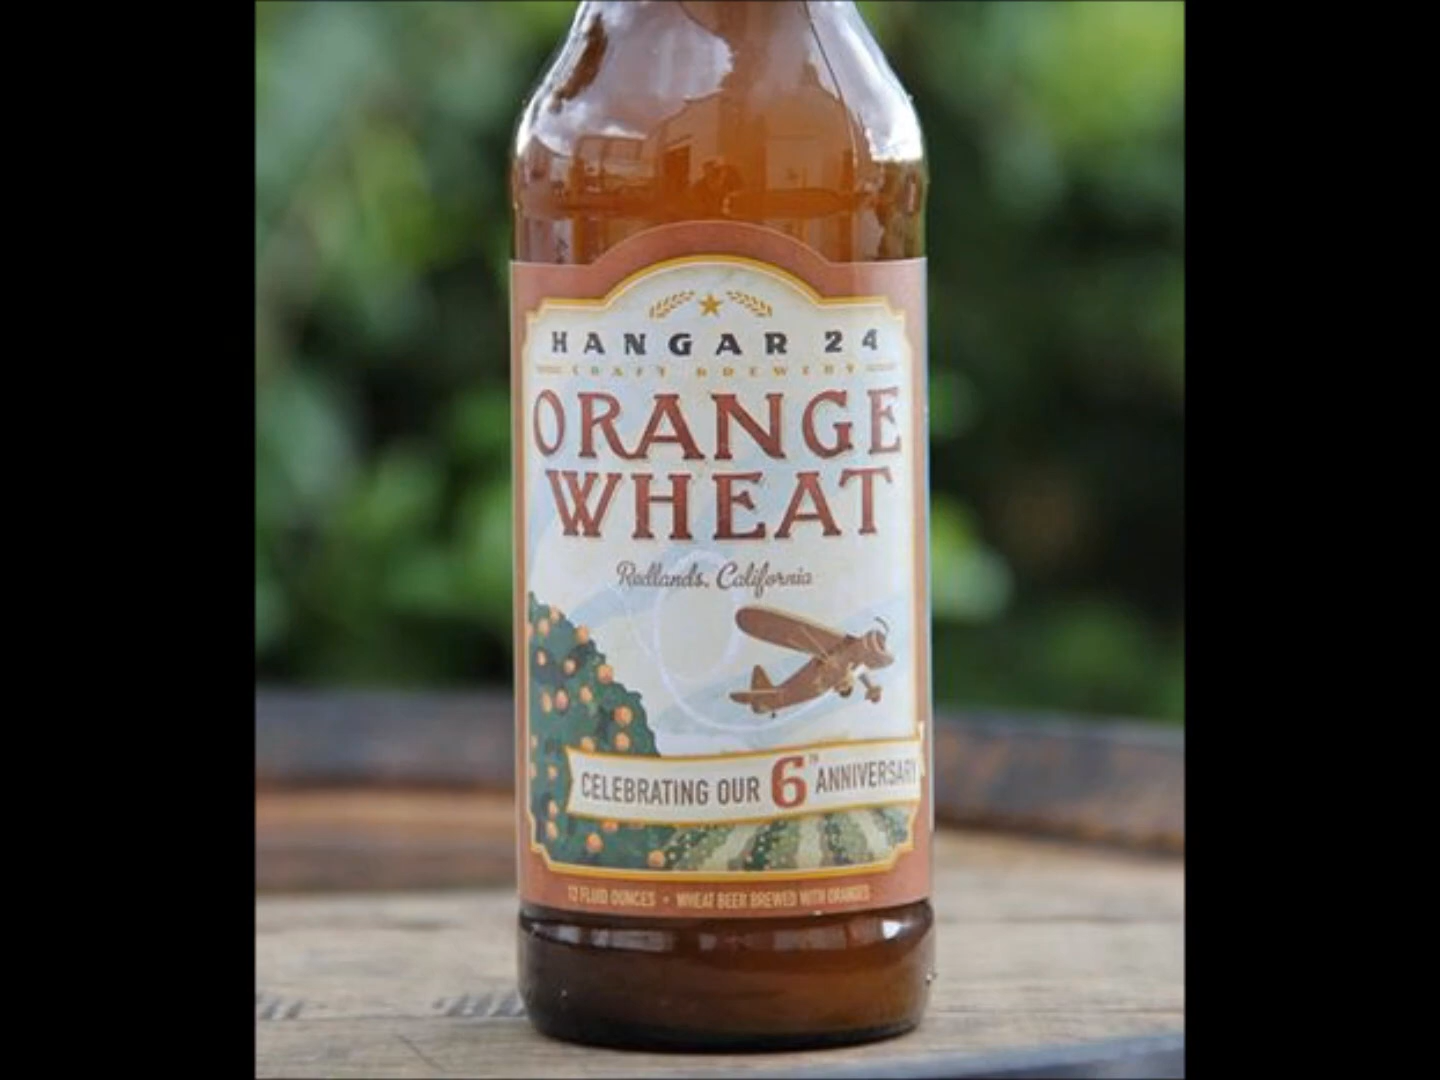 HANGAR 24
CRAFT BREWERY
ORANGE
WHEAT
Redlands, California
CELEBRATING OUR 6TH ANNIVERSARY
12 FLUID OUNCES • WHEAT BEER BREWED WITH ORANGES